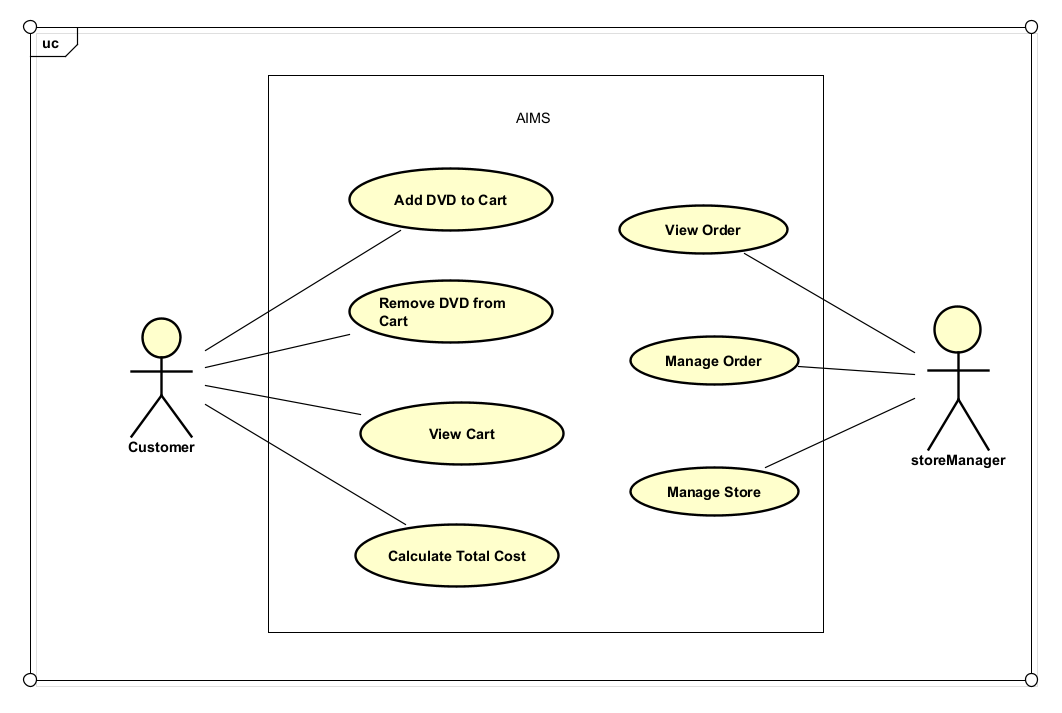 uc
AIMS
Add DVD to Cart
View Order
Remove DVD from
Cart
Manage Order
Customer
View Cart
storeManager
Manage Store
Calculate Total Cost